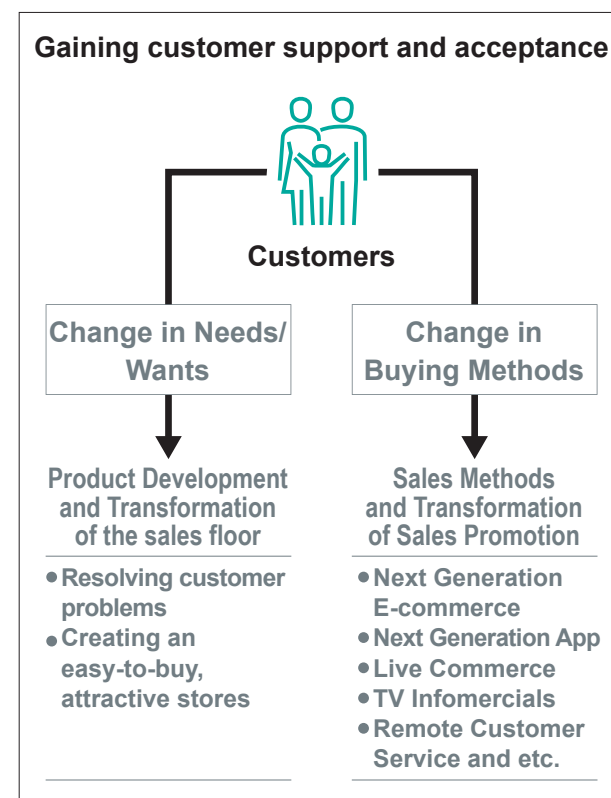 Gaining customer support and acceptance
Customers
Change in Needs/
Wants
Product Development
and Transformation
of the sales floor
•Resolving customer
problems
•Creating an
easy-to-buy,
attractive stores
Change in
Buying Methods
Sales Methods
and Transformation
of Sales Promotion
•Next Generation
E-commerce
•Next Generation App
•Live Commerce
•TV Infomercials
•Remote Customer
Service and etc.